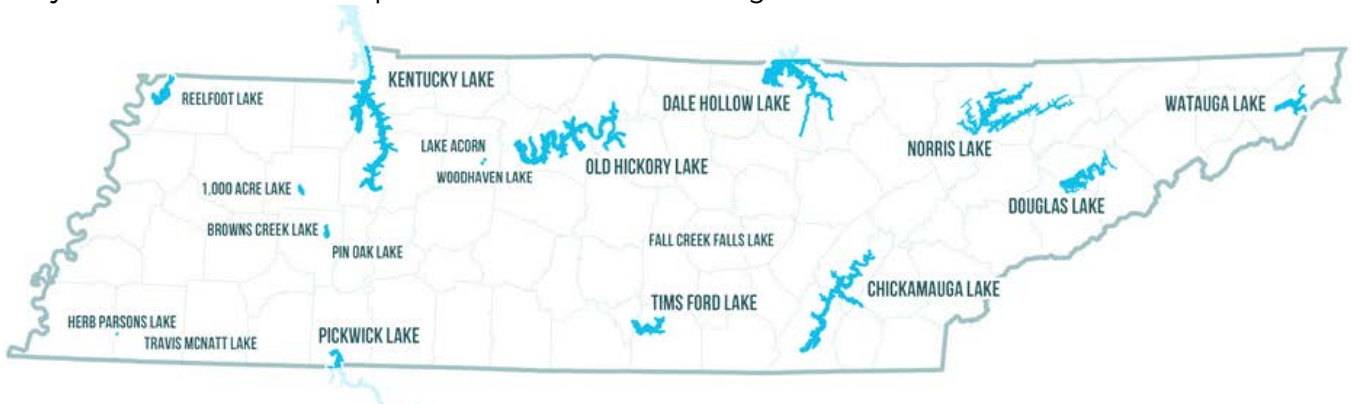 KENTUCKY LAKE
REELFOOT LAKE
DALE HOLLOW LAKE
WATAUGA LAKE
LAKE ACORN
WOODHAVEN LAKE
OLD HICKORY LAKE
NORRIS LAKE
1,000 ACRE LAKE
DOUGLAS LAKE
BROWNS CREEK LAKE
PIN OAK LAKE
FALL CREEK FALLS LAKE
CHICKAMAUGA LAKE
TIMS FORD LAKE
HERB PARSONS LAKE
TRAVIS MCNATT LAKE
PICKWICK LAKE